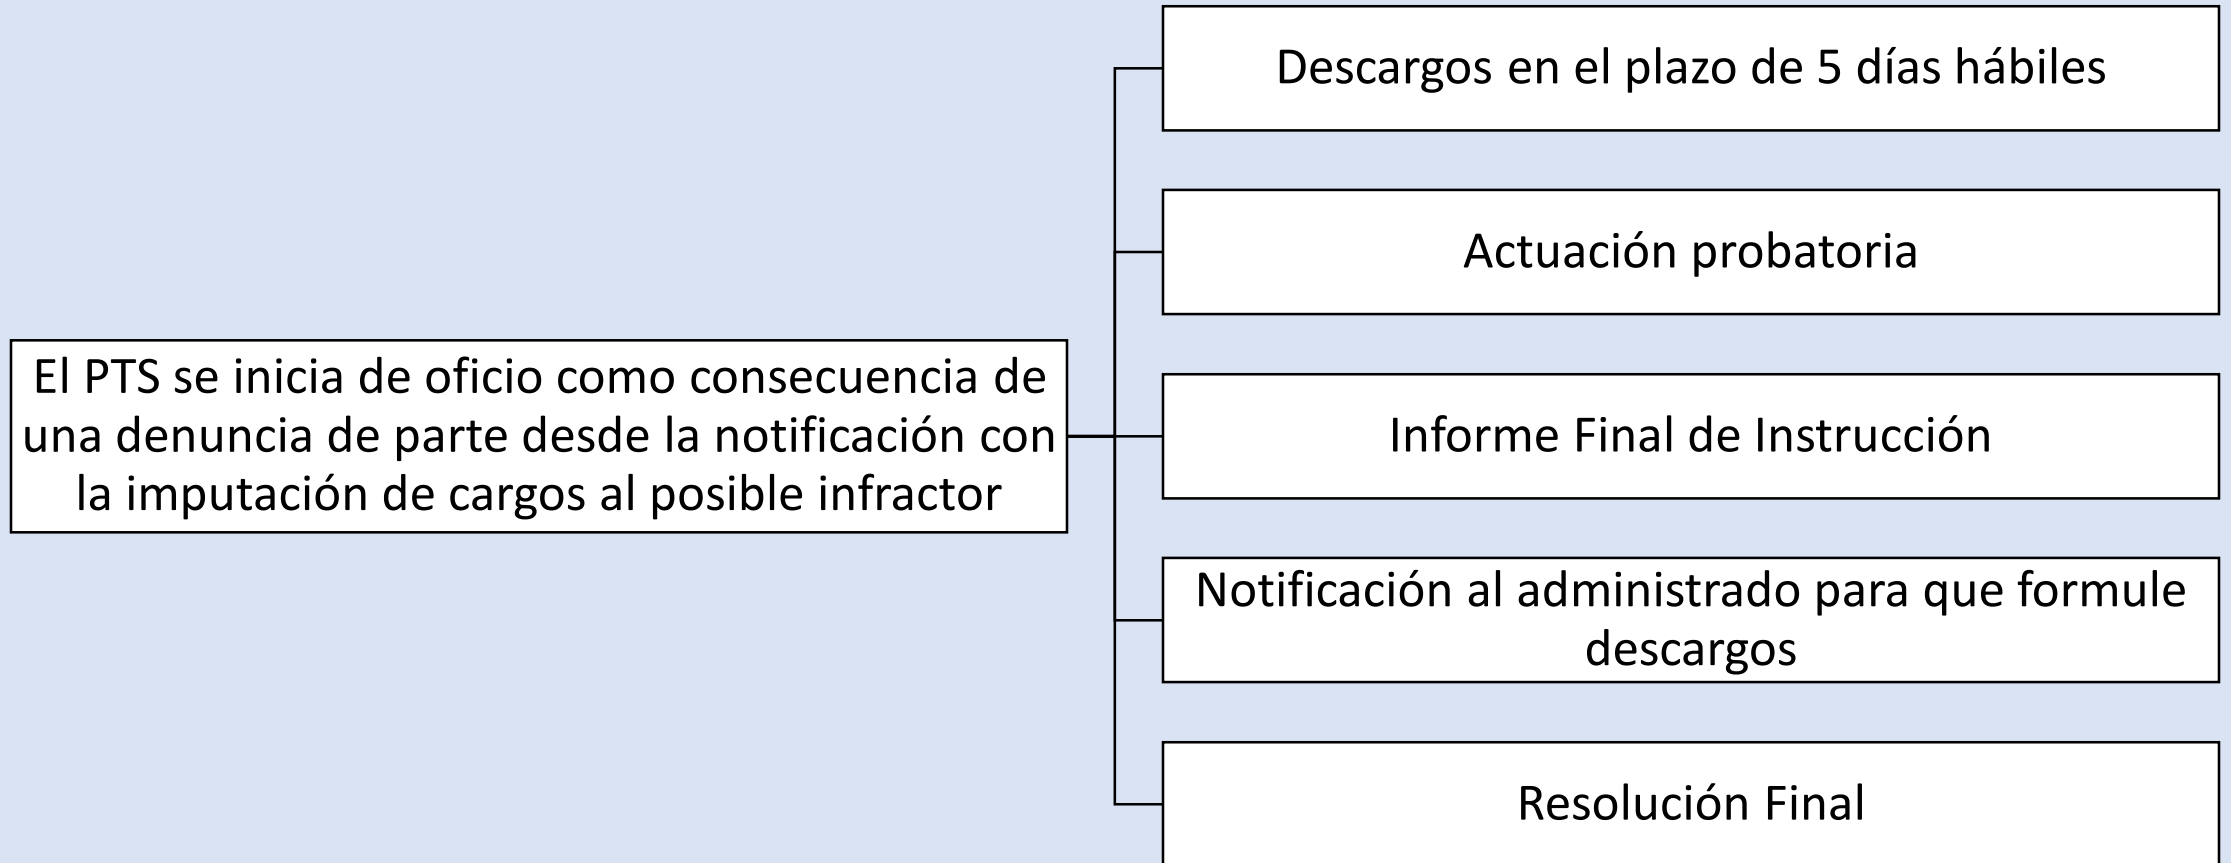 El PTS se inicia de oficio como consecuencia de
una denuncia de parte desde la notificación con
la imputación de cargos al posible infractor
Descargos en el plazo de 5 días hábiles
Actuación probatoria
Informe Final de Instrucción
Notificación al administrado para que formule
descargos
Resolución Final